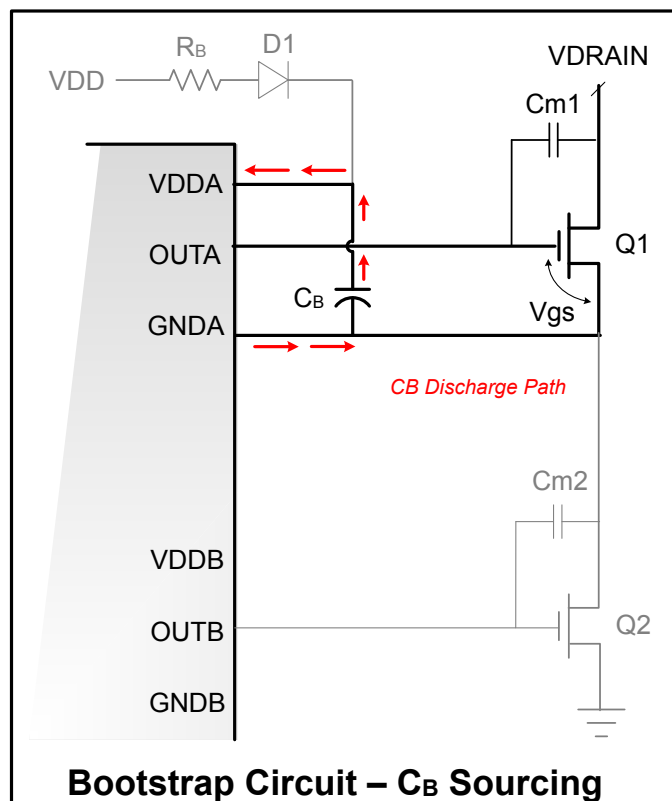 RB
D1
VDD
VDRAIN
Cm1
VDDA
OUTA
Q1
CB
Vgs
GNDA
CB Discharge Path
Cm2
VDDB
OUTB
Q2
GNDB
Bootstrap Circuit – CB Sourcing